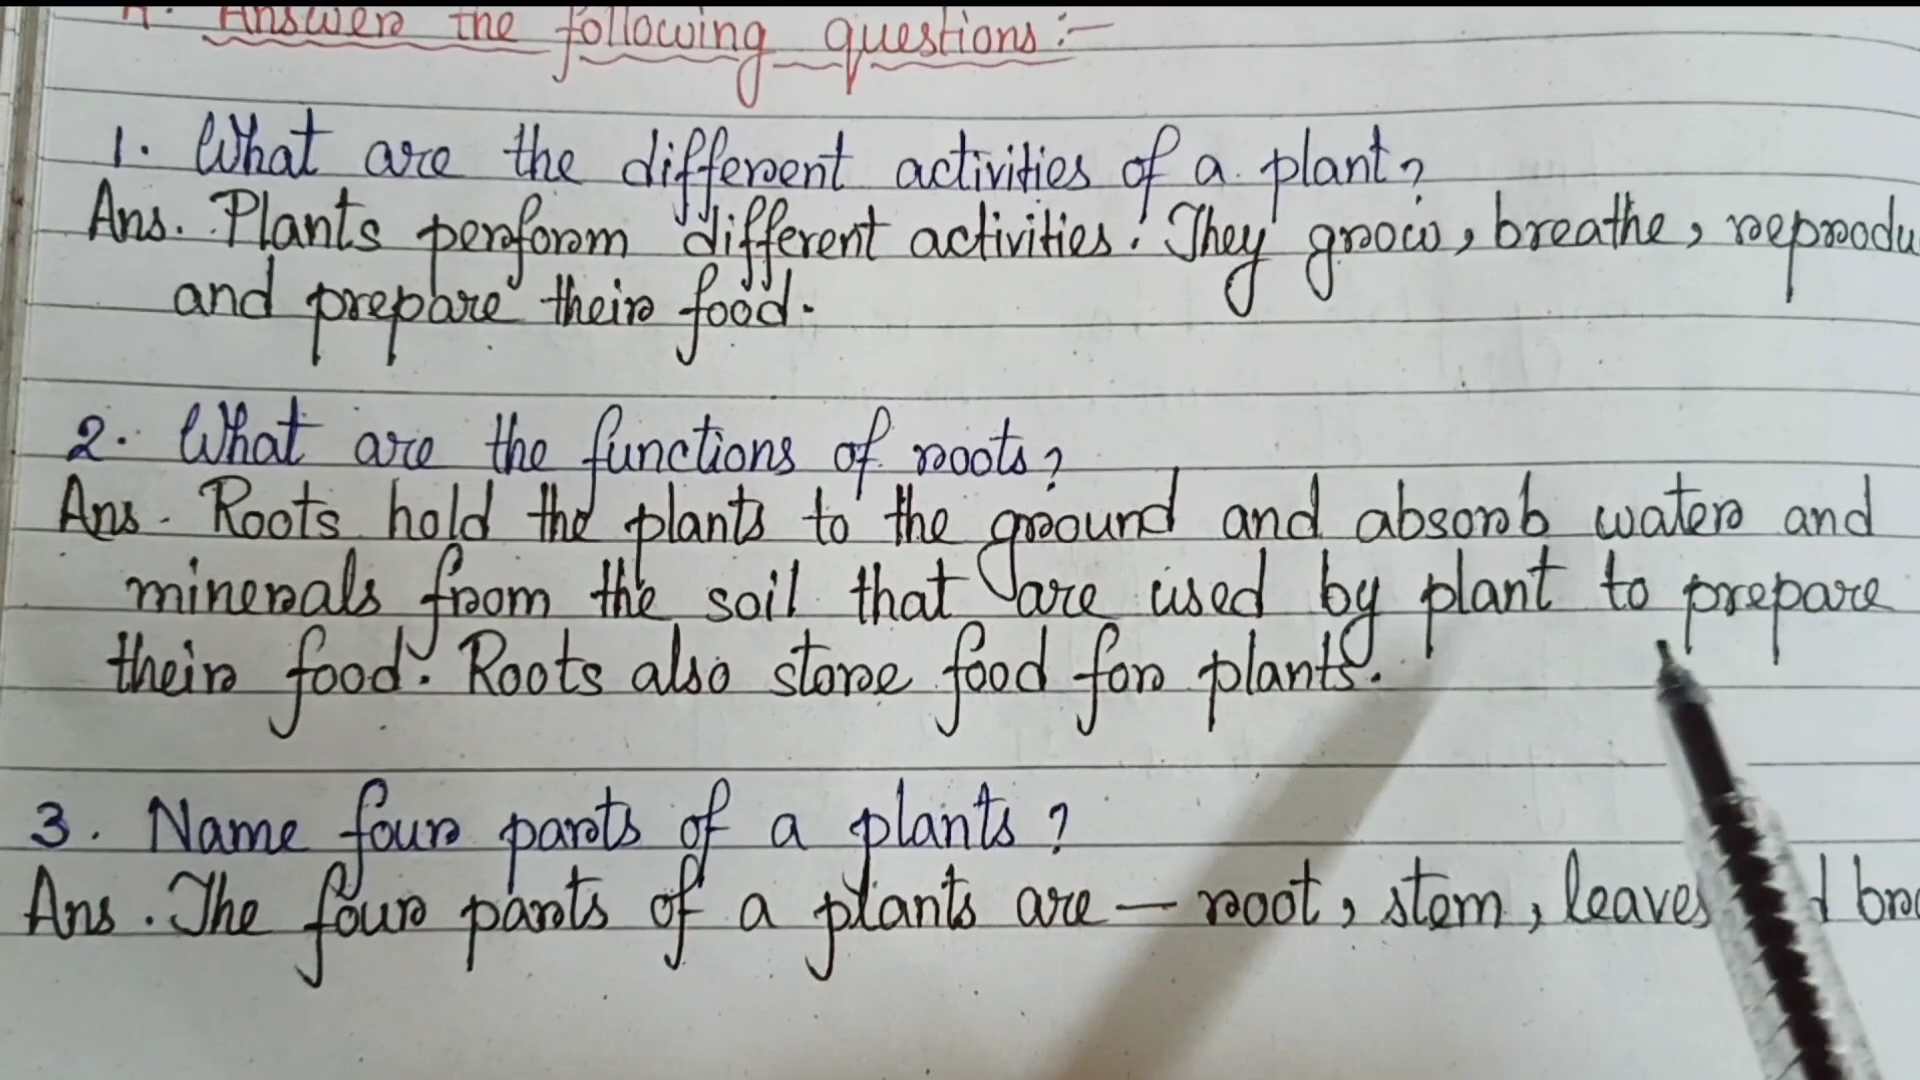 A. Answer the following questions:-
1. What are the different activities of a plant?
Ans. Plants perform different activities. They grow, breathe, reprodu
and prepare their food.
2. What are the functions of roots?
Ans. Roots hold the plants to the ground and absorb water and
minerals from the soil that are used by plant to prepare
their food. Roots also store food for plants.
3. Name four parts of a plants?
Ans. The four parts of a plants are — root, stem, leaves